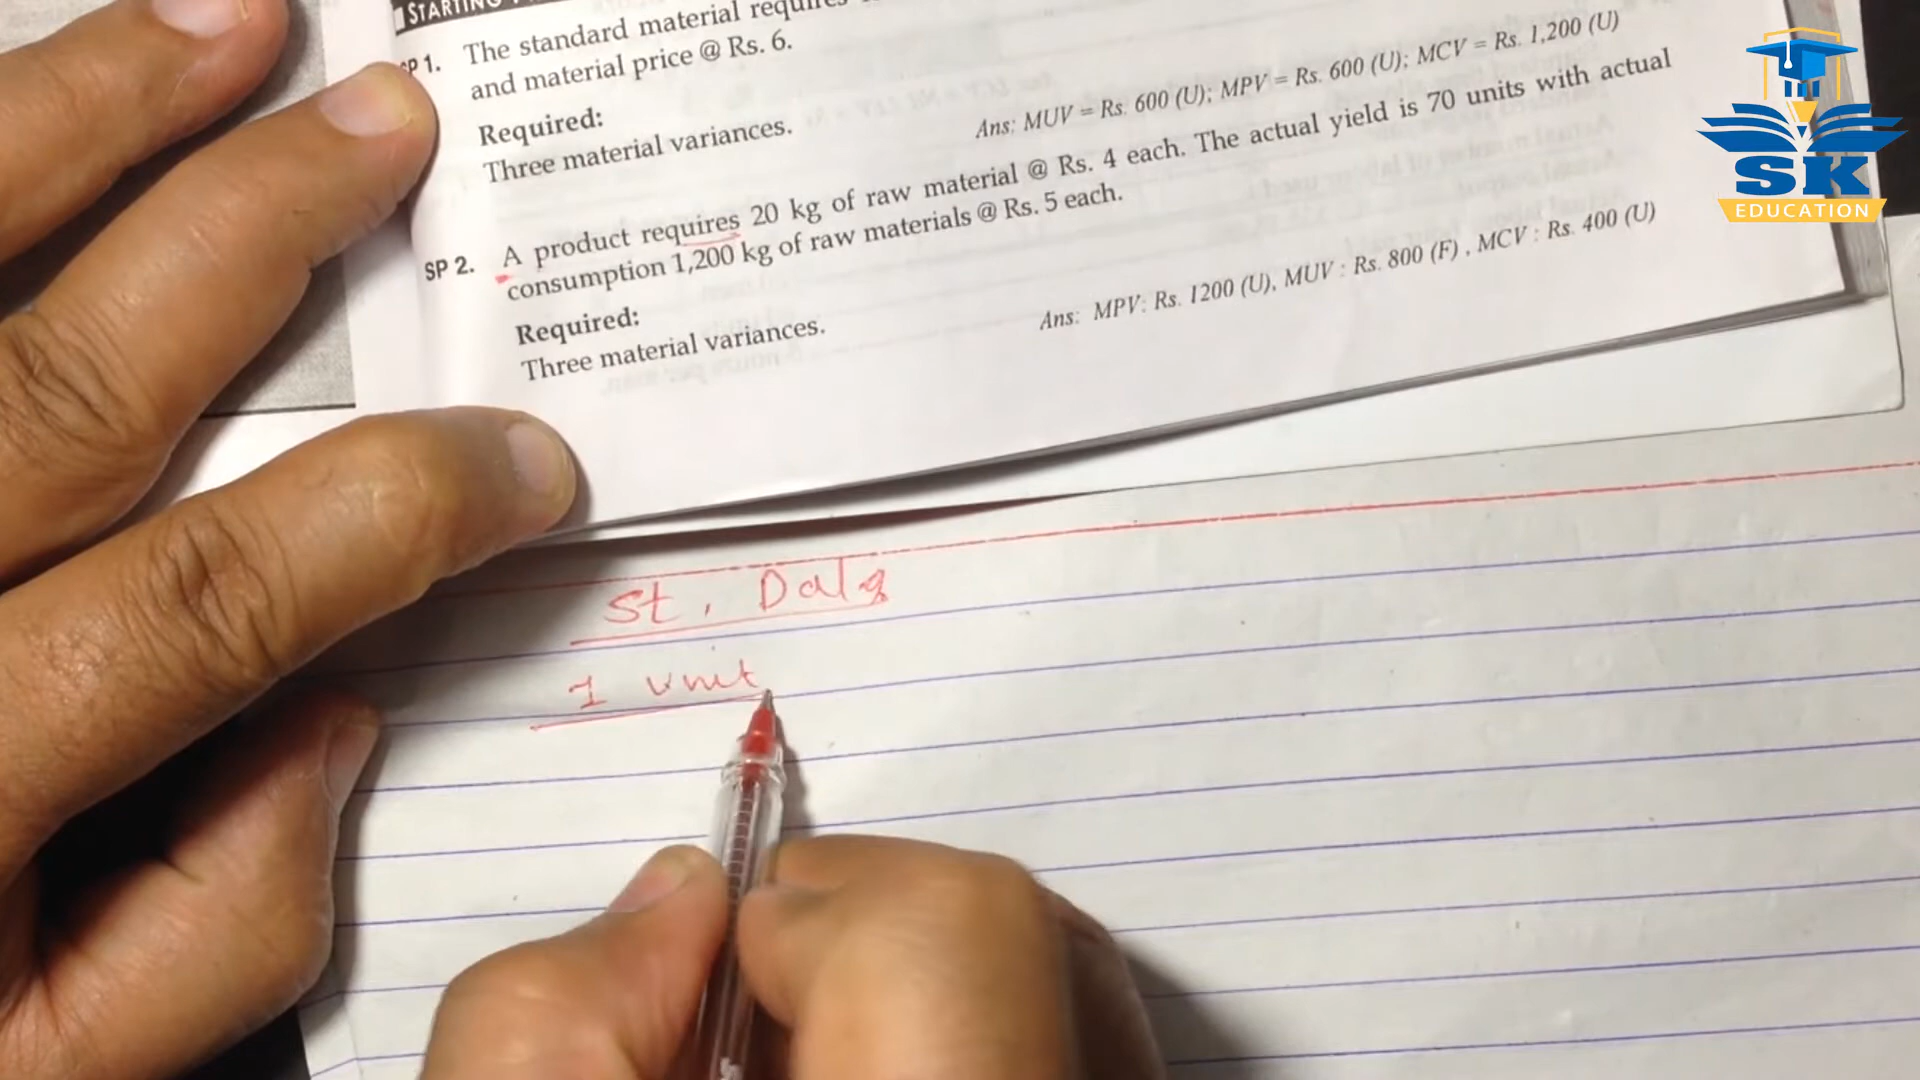 STARTING
SP 1. The standard material requires
and material price @ Rs. 6.
Required:
Three material variances.
Ans: MUV = Rs. 600 (U); MPV = Rs. 600 (U); MCV = Rs. 1,200 (U)
SP 2. A product requires 20 kg of raw material @ Rs. 4 each. The actual yield is 70 units with actual
consumption 1,200 kg of raw materials @ Rs. 5 each.
Required:
Three material variances.
Ans: MPV: Rs. 1200 (U), MUV : Rs. 800 (F) , MCV : Rs. 400 (U)
SK
EDUCATION
St, Data
1 unit